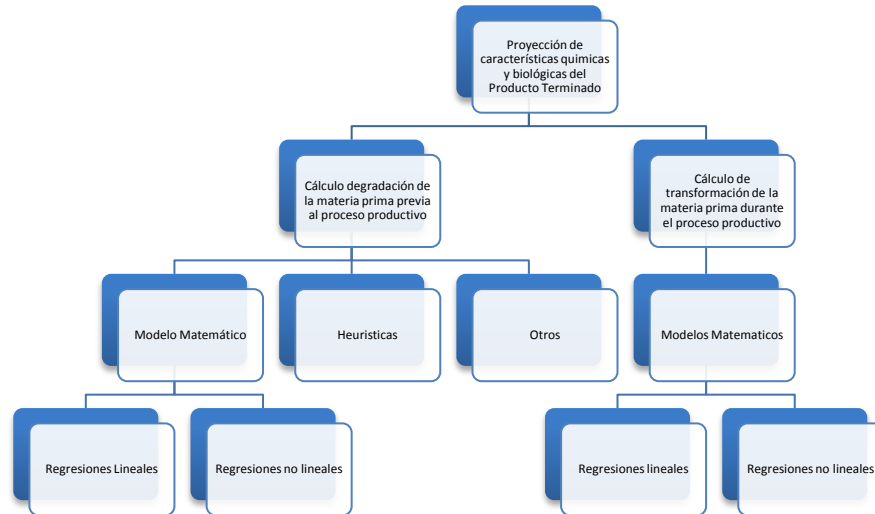 Proyección de
características quimicas
y biológicas del
Producto Terminado
Cálculo degradación de
la materia prima previa
al proceso productivo
Cálculo de
transformación de la
materia prima durante
el proceso productivo
Modelo Matemático
Heuristicas
Otros
Modelos Matematicos
Regresiones Lineales
Regresiones no lineales
Regresiones lineales
Regresiones no lineales